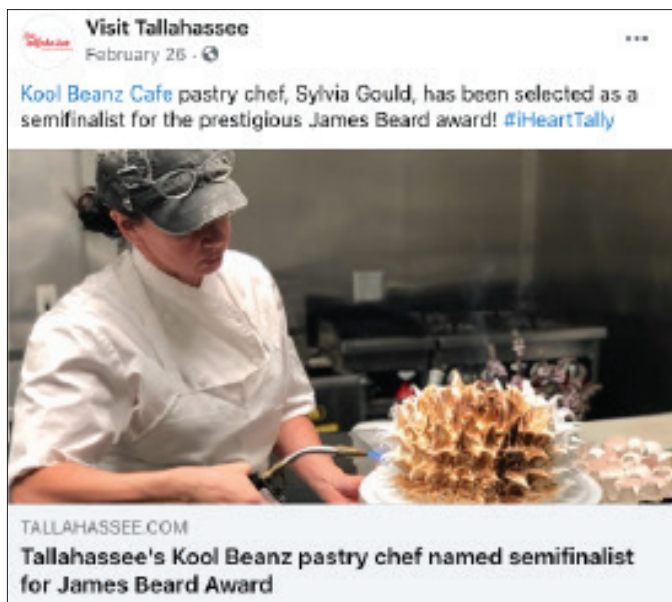 Visit Tallahassee
February 26 ·
Kool Beanz Cafe pastry chef, Sylvia Gould, has been selected as a
semifinalist for the prestigious James Beard award! #iHeartTally
TALLAHASSEE.COM
Tallahassee's Kool Beanz pastry chef named semifinalist
for James Beard Award